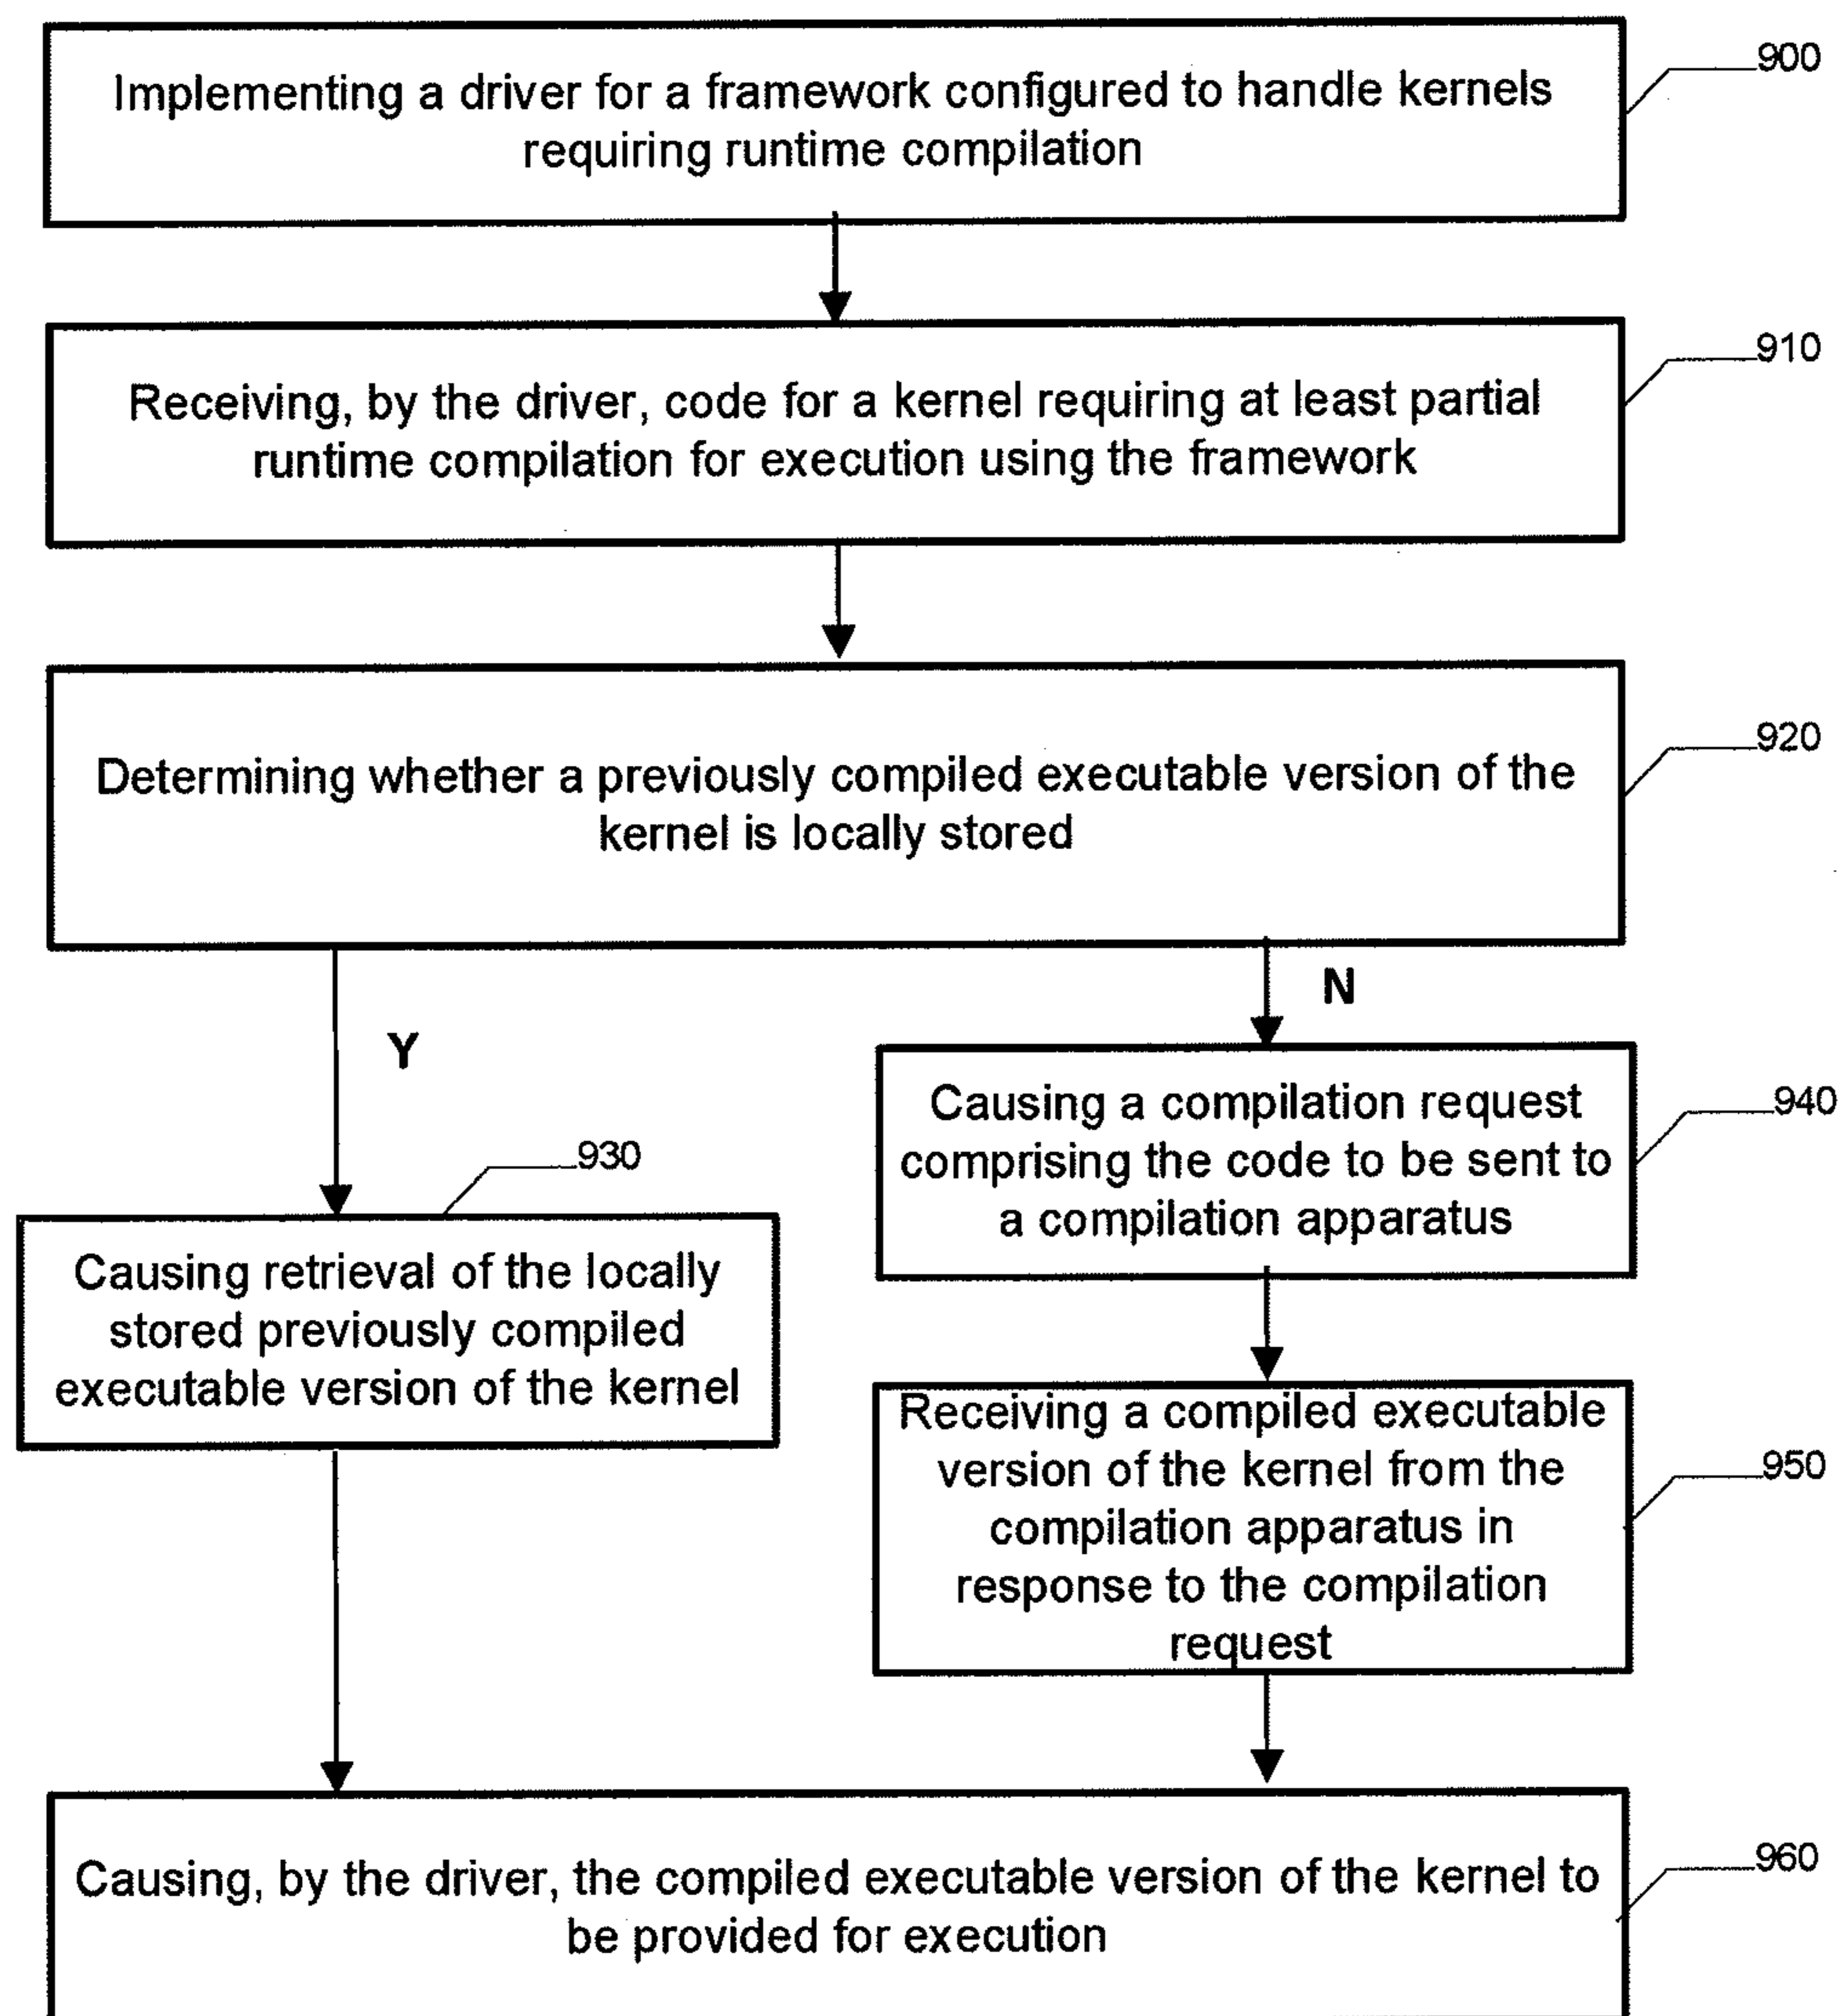 Implementing a driver for a framework configured to handle kernels
requiring runtime compilation
900
Receiving, by the driver, code for a kernel requiring at least partial
runtime compilation for execution using the framework
910
Determining whether a previously compiled executable version of the
kernel is locally stored
920
Y
N
930
Causing retrieval of the locally
stored previously compiled
executable version of the kernel
Causing a compilation request
comprising the code to be sent to
a compilation apparatus
940
Receiving a compiled executable
version of the kernel from the
compilation apparatus in
response to the compilation
request
950
Causing, by the driver, the compiled executable version of the kernel to
be provided for execution
960